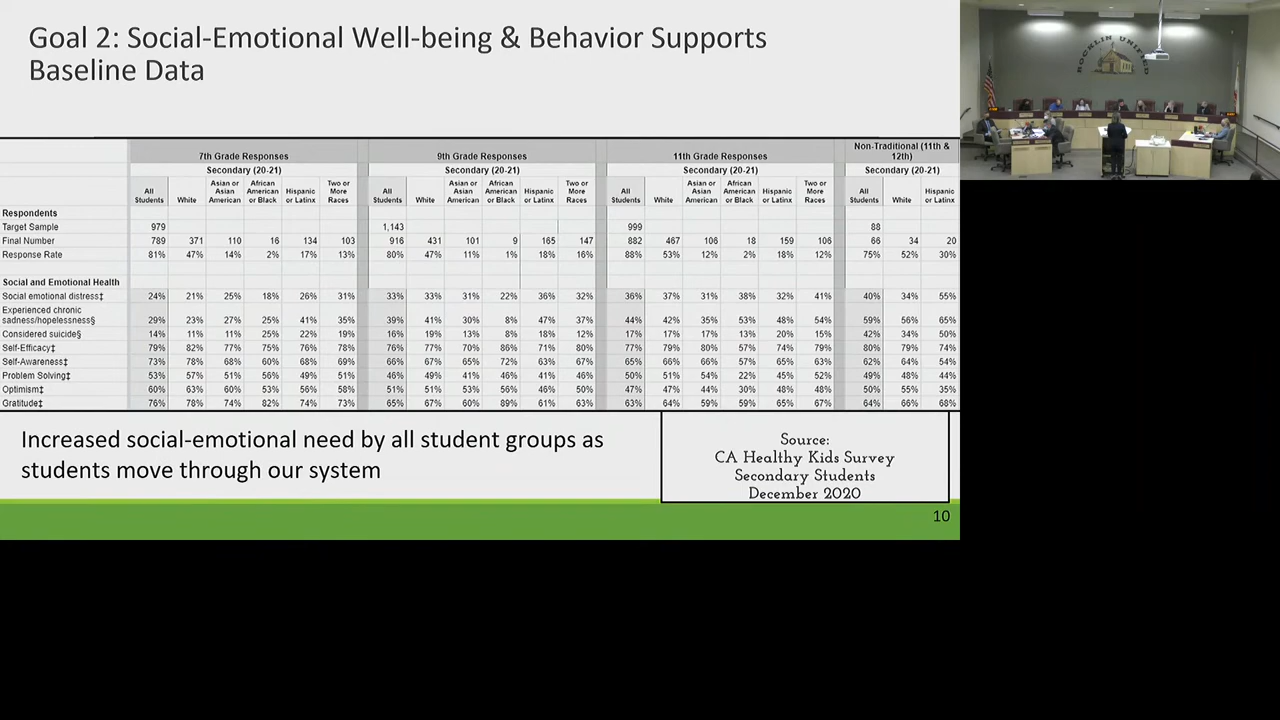 Goal 2: Social-Emotional Well-being & Behavior Supports
Baseline Data
7th Grade Responses 9th Grade Responses 11th Grade Responses Non-Traditional (11th & 12th)
Secondary (20-21) Secondary (20-21) Secondary (20-21) Secondary (20-21)
All Students White Asian or Asian American African American or Black Hispanic or Latinx Two or More Races All Students White Asian or Asian American African American or Black Hispanic or Latinx Two or More Races All Students White Asian or Asian American African American or Black Hispanic or Latinx Two or More Races All Students White Hispanic or Latinx
Respondents
Target Sample 979 1,143 999 88
Final Number 789 371 110 16 134 103 916 431 101 9 165 147 882 467 106 18 159 106 66 34 20
Response Rate 81% 47% 14% 2% 17% 13% 80% 47% 11% 1% 18% 16% 88% 53% 12% 2% 18% 12% 75% 52% 30%
Social and Emotional Health
Social emotional distress‡ 24% 21% 25% 18% 26% 31% 33% 33% 31% 22% 36% 32% 36% 37% 31% 38% 32% 41% 40% 34% 55%
Experienced chronic
sadness/hopelessness§ 29% 23% 27% 25% 41% 35% 39% 41% 30% 8% 47% 37% 44% 42% 35% 53% 48% 54% 59% 56% 65%
Considered suicide§ 14% 11% 11% 25% 22% 19% 16% 19% 13% 8% 18% 12% 17% 17% 17% 13% 20% 15% 42% 34% 50%
Self-Efficacy‡ 79% 82% 77% 75% 76% 78% 76% 77% 70% 86% 71% 80% 77% 79% 80% 57% 74% 79% 80% 79% 74%
Self-Awareness‡ 73% 78% 68% 60% 68% 69% 66% 67% 65% 72% 63% 67% 65% 66% 66% 57% 65% 63% 62% 64% 54%
Problem Solving‡ 53% 57% 51% 56% 49% 51% 46% 49% 41% 46% 41% 46% 50% 51% 54% 22% 45% 52% 49% 48% 44%
Optimism‡ 60% 63% 60% 53% 56% 58% 51% 51% 53% 56% 46% 50% 47% 47% 44% 30% 48% 48% 50% 55% 35%
Gratitude‡ 76% 78% 74% 82% 74% 73% 65% 67% 60% 89% 61% 63% 63% 64% 59% 59% 65% 67% 64% 66% 68%
Increased social-emotional need by all student groups as
students move through our system
Source:
CA Healthy Kids Survey
Secondary Students
December 2020
10
ROCKLIN UNIFIED